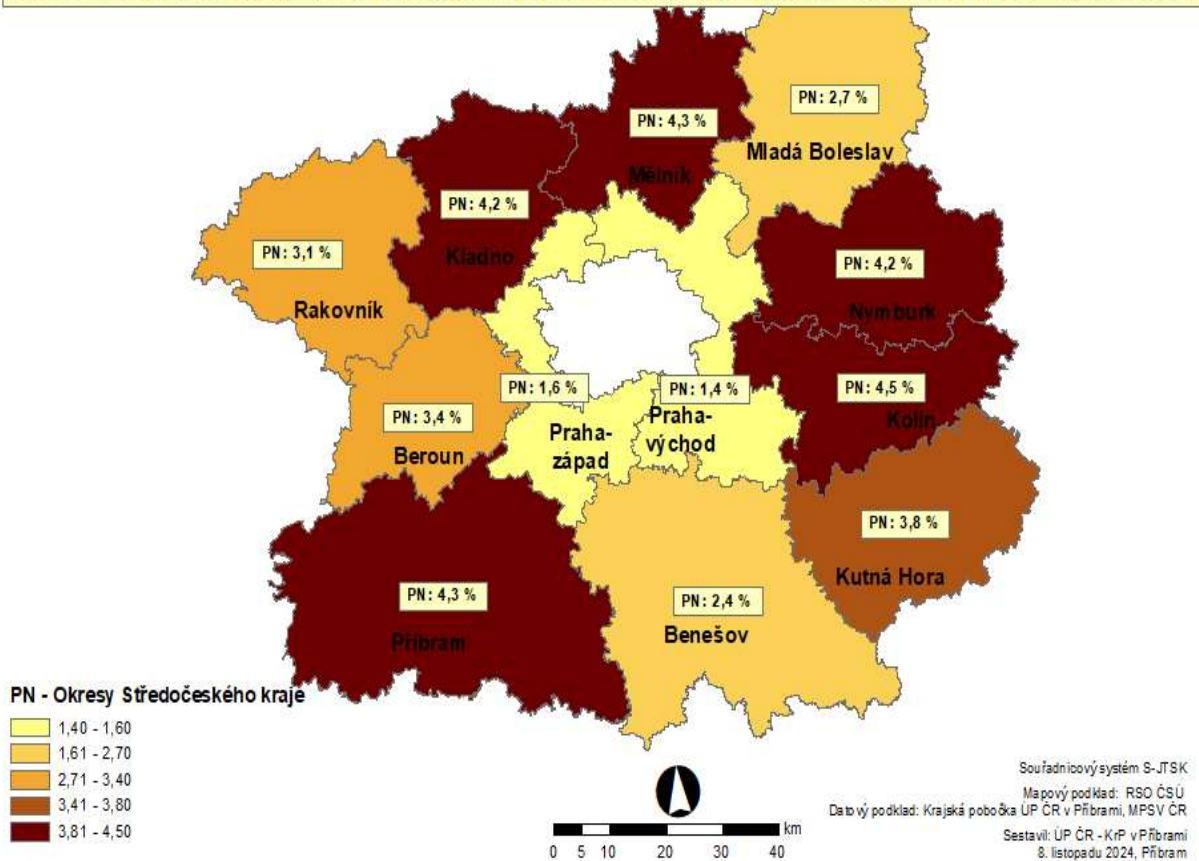 PN: 2,7 %
Mladá Boleslav
PN: 4,3 %
Mělník
PN: 4,2 %
Kladno
PN: 3,1 %
Rakovník
PN: 4,2 %
Nymburk
PN: 1,6 %
Praha-
západ
PN: 1,4 %
Praha-
východ
PN: 4,5 %
Kolín
PN: 3,4 %
Beroun
PN: 3,8 %
Kutná Hora
PN: 4,3 %
Příbram
PN: 2,4 %
Benešov
PN - Okresy Středočeského kraje
1,40 - 1,60
1,61 - 2,70
2,71 - 3,40
3,41 - 3,80
3,81 - 4,50
km
0 5 10 20 30 40
Souřadnicový systém S-JTSK
Mapový podklad: RSO ČSÚ
Datový podklad: Krajská pobočka ÚP ČR v Příbrami, MPSV ČR
Sestavil: ÚP ČR - KrP v Příbrami
8. listopadu 2024, Příbram